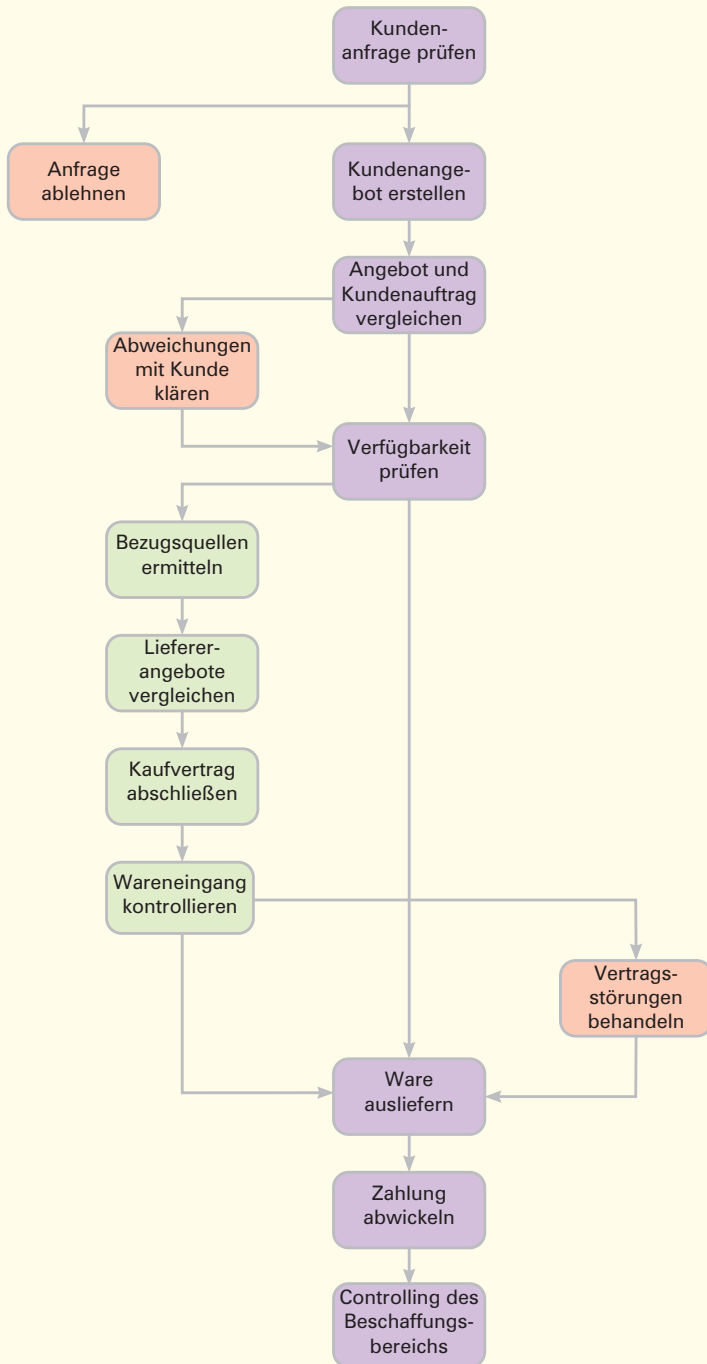 Kunden-
anfrage prüfen
Anfrage
ablehnen
Kundenange-
bot erstellen
Angebot und
Kundenauftrag
vergleichen
Abweichungen
mit Kunde
klären
Verfügbarkeit
prüfen
Bezugsquellen
ermitteln
Lieferer-
angebote
vergleichen
Kaufvertrag
abschließen
Wareneingang
kontrollieren
Vertrags-
störungen
behandeln
Ware
ausliefern
Zahlung
abwickeln
Controlling des
Beschaffungs-
bereichs